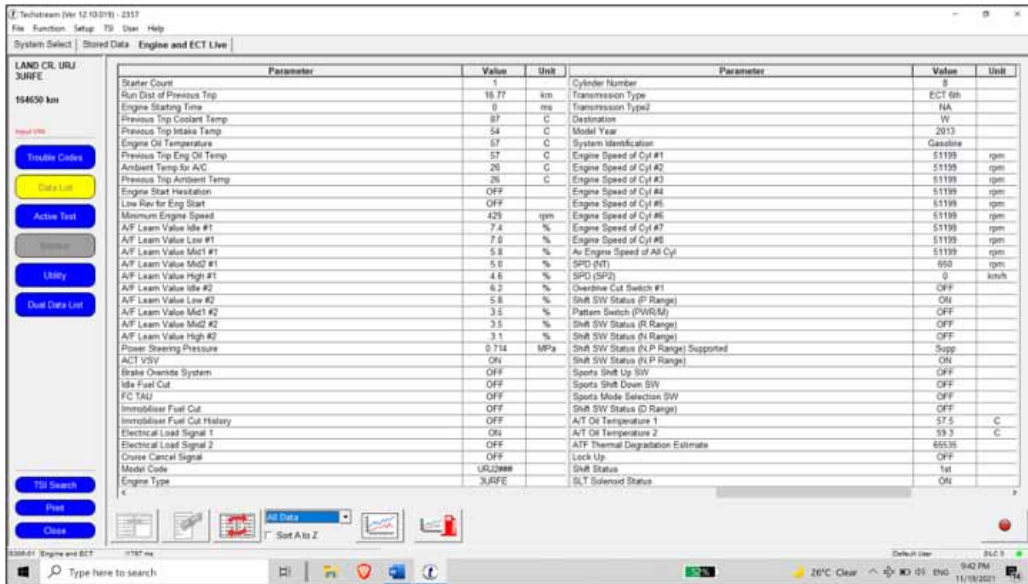 Techstream (Ver 12.10.019) - 2357
File Function Setup TSI User Help
System Select Stored Data Engine and ECT Live
LAND CR. URJ
3URFE
164650 km
Input VIN
Trouble Codes
Data List
Active Test
Monitor
Utility
Dual Data List
TSI Search
Print
Close
Parameter Value Unit Parameter Value Unit
Starter Count 1 Cylinder Number 8
Run Dist of Previous Trip 16.77 km Transmission Type ECT 6th
Engine Starting Time 0 ms Transmission Type2 NA
Previous Trip Coolant Temp 87 C Destination W
Previous Trip Intake Temp 54 C Model Year 2013
Engine Oil Temperature 57 C System Identification Gasoline
Previous Trip Eng Oil Temp 57 C Engine Speed of Cyl #1 51199 rpm
Ambient Temp for A/C 26 C Engine Speed of Cyl #2 51199 rpm
Previous Trip Ambient Temp 26 C Engine Speed of Cyl #3 51199 rpm
Engine Start Hesitation OFF Engine Speed of Cyl #4 51199 rpm
Low Rev for Eng Start OFF Engine Speed of Cyl #5 51199 rpm
Minimum Engine Speed 429 rpm Engine Speed of Cyl #6 51199 rpm
A/F Learn Value Idle #1 7.4 % Engine Speed of Cyl #7 51199 rpm
A/F Learn Value Low #1 7.0 % Engine Speed of Cyl #8 51199 rpm
A/F Learn Value Mid1 #1 5.8 % Av Engine Speed of All Cyl 51199 rpm
A/F Learn Value Mid2 #1 5.0 % SPD (NT) 650 rpm
A/F Learn Value High #1 4.6 % SPD (SP2) 0 km/h
A/F Learn Value Idle #2 6.2 % Overdrive Cut Switch #1 OFF
A/F Learn Value Low #2 5.8 % Shift SW Status (P Range) ON
A/F Learn Value Mid1 #2 3.5 % Pattern Switch (PWR/M) OFF
A/F Learn Value Mid2 #2 3.5 % Shift SW Status (R Range) OFF
A/F Learn Value High #2 3.1 % Shift SW Status (N Range) OFF
Power Steering Pressure 0.714 MPa Shift SW Status (N,P Range) Supported Supp
ACT VSV ON Shift SW Status (N,P Range) ON
Brake Override System OFF Sports Shift Up SW OFF
Idle Fuel Cut OFF Sports Shift Down SW OFF
FC TAU OFF Sports Mode Selection SW OFF
Immobiliser Fuel Cut OFF Shift SW Status (D Range) OFF
Immobiliser Fuel Cut History OFF A/T Oil Temperature 1 57.5 C
Electrical Load Signal 1 ON A/T Oil Temperature 2 59.3 C
Electrical Load Signal 2 OFF ATF Thermal Degradation Estimate 65535
Cruise Cancel Signal OFF Lock Up OFF
Model Code URJ2### Shift Status 1st
Engine Type 3URFE SLT Solenoid Status ON
All Data
Sort A to Z
Engine and ECT 1787 ms Default User DLC 3
Type here to search 52% 26°C Clear ENG 9:42 PM
11/19/2021